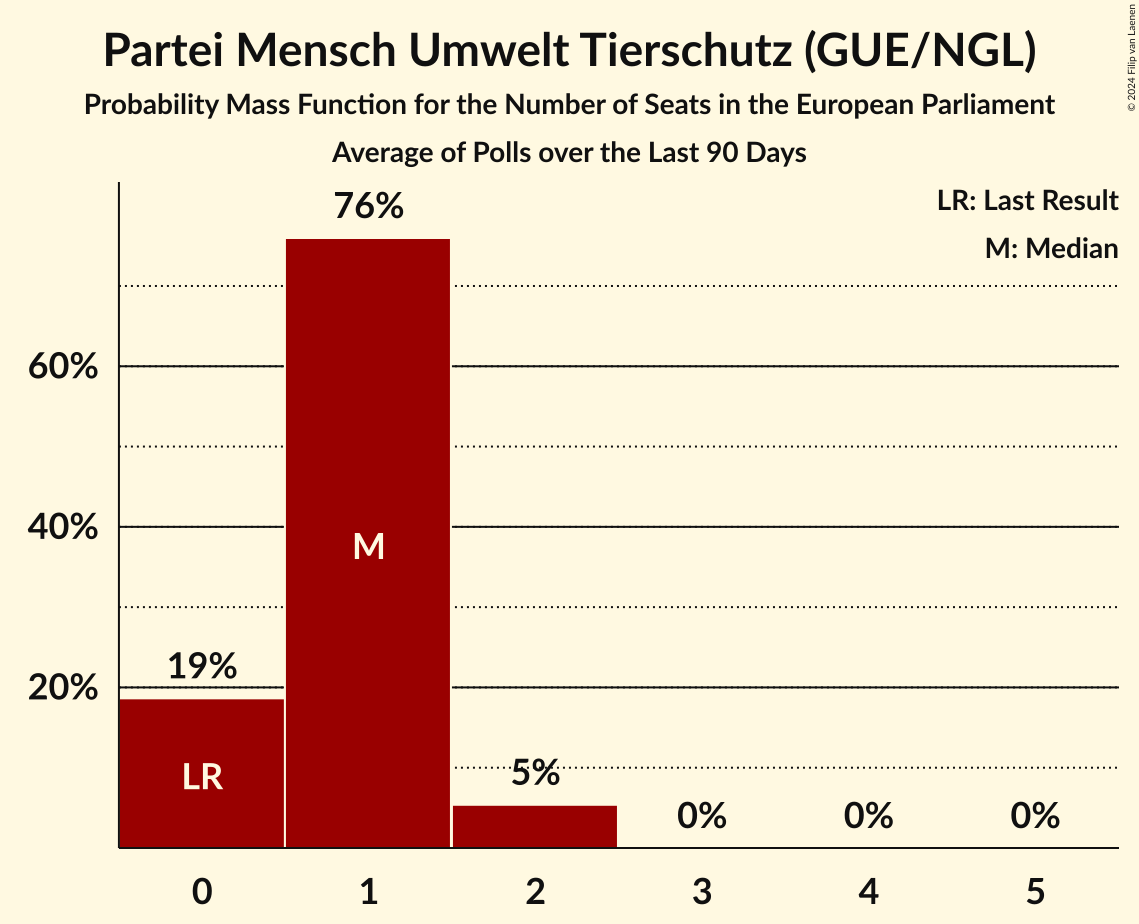 Partei Mensch Umwelt Tierschutz (GUE/NGL)
Probability Mass Function for the Number of Seats in the European Parliament
Average of Polls over the Last 90 Days
© 2024 Filip van Laenen
LR: Last Result
M: Median
76%
60%
40%
M
19%
20%
LR
5%
0%
0%
0%
0
1
2
3
4
5